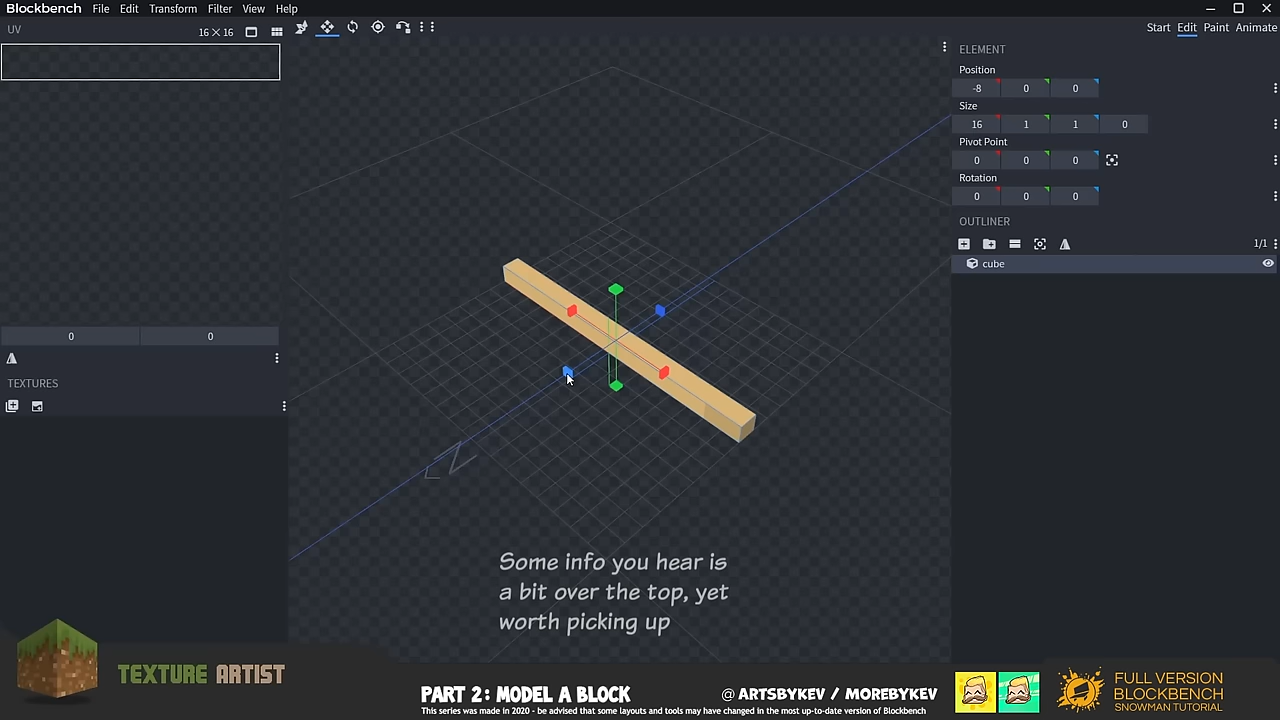 Blockbench File Edit Transform Filter View Help
UV 16 × 16
Start Edit Paint Animate
ELEMENT
Position
-8 0 0
Size
16 1 1 0
Pivot Point
0 0 0
Rotation
0 0 0
OUTLINER
1/1
cube
0 0
TEXTURES
Z
Some info you hear is
a bit over the top, yet
worth picking up
TEXTURE ARTIST
PART 2: MODEL A BLOCK @ARTSBYKEV / MOREBYKEV
This series was made in 2020 - be advised that some layouts and tools may have changed in the most up-to-date version of Blockbench
FULL VERSION
BLOCKBENCH
SNOWMAN TUTORIAL